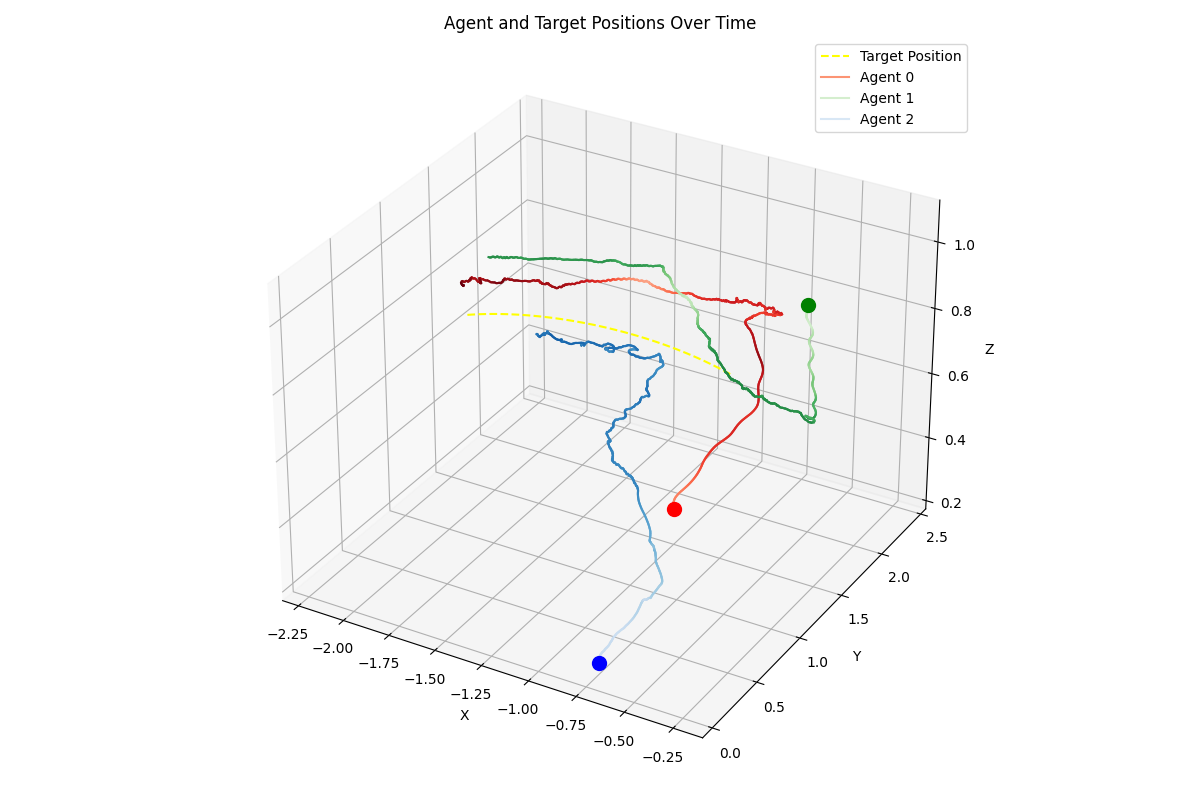 Agent and Target Positions Over Time
Target Position
Agent 0
Agent 1
Agent 2
1.0
0.8
0.6
0.4
0.2
Z
2.5
2.0
1.5
1.0
0.5
0.0
Y
−2.25
−2.00
−1.75
−1.50
−1.25
−1.00
−0.75
−0.50
−0.25
X